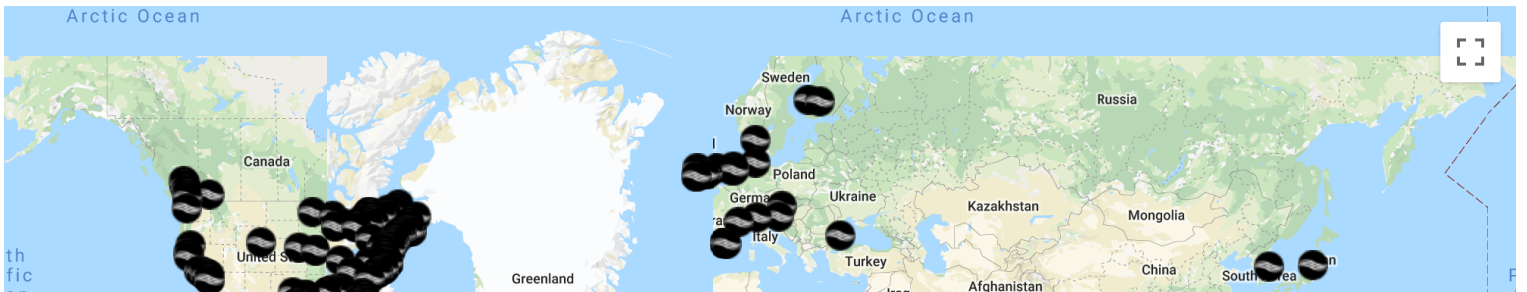 Arctic Ocean
Arctic Ocean
Sweden
Norway
Russia
Canada
Poland
Ukraine
Kazakhstan
Mongolia
Italy
Turkey
China
Greenland
Afghanistan